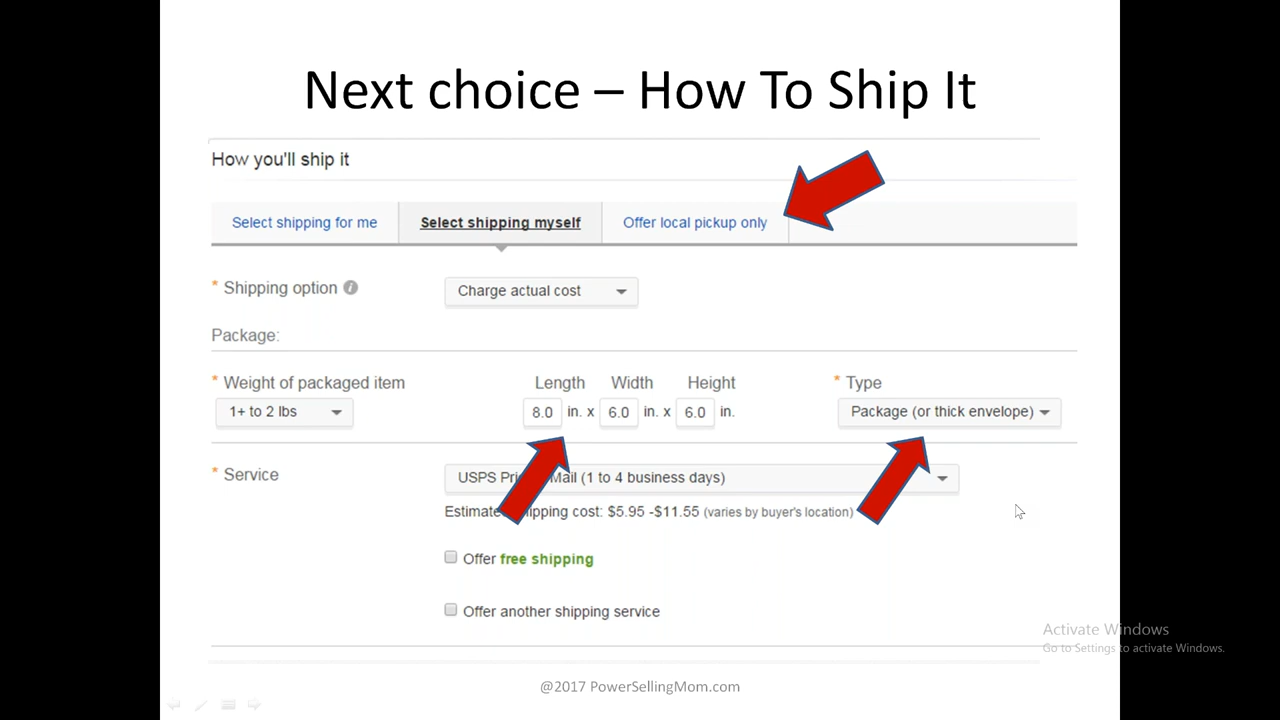 Next choice – How To Ship It
How you'll ship it
Select shipping for me Select shipping myself Offer local pickup only
* Shipping option i Charge actual cost
Package:
* Weight of packaged item Length Width Height * Type
1+ to 2 lbs 8.0 in. x 6.0 in. x 6.0 in. Package (or thick envelope)
* Service USPS Mail (1 to 4 business days)
shipping cost: $5.95 -$11.55 (varies by buyer's location)
Offer free shipping
Offer another shipping service
Activate Windows
Go to Settings to activate Windows.
@2017 PowerSellingMom.com